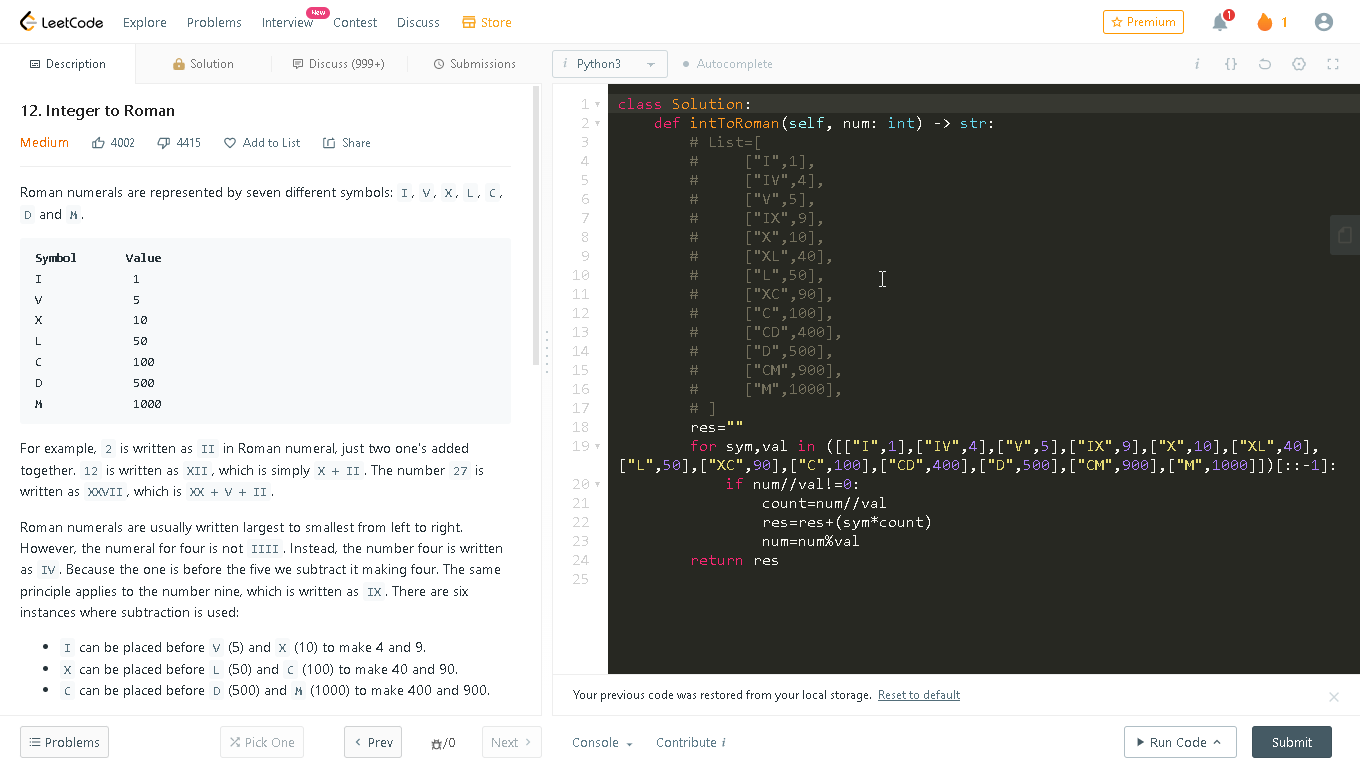 LeetCode
Explore
Problems
Interview
New
Contest
Discuss
Store
Premium
1
1
Description
Solution
Discuss (999+)
Submissions
i Python3
Autocomplete
i
{}
12. Integer to Roman
Medium
4002
4415
Add to List
Share
Roman numerals are represented by seven different symbols: I, V, X, L, C,
D and M.
Symbol Value
I 1
V 5
X 10
L 50
C 100
D 500
M 1000
For example, 2 is written as II in Roman numeral, just two one's added
together. 12 is written as XII, which is simply X + II. The number 27 is
written as XXVII, which is XX + V + II.
Roman numerals are usually written largest to smallest from left to right.
However, the numeral for four is not IIII. Instead, the number four is written
as IV. Because the one is before the five we subtract it making four. The same
principle applies to the number nine, which is written as IX. There are six
instances where subtraction is used:
• I can be placed before V (5) and X (10) to make 4 and 9.
• X can be placed before L (50) and C (100) to make 40 and 90.
• C can be placed before D (500) and M (1000) to make 400 and 900.
1 class Solution:
2 def intToRoman(self, num: int) -> str:
3 # List=[
4 # ["I",1],
5 # ["IV",4],
6 # ["V",5],
7 # ["IX",9],
8 # ["X",10],
9 # ["XL",40],
10 # ["L",50],
11 # ["XC",90],
12 # ["C",100],
13 # ["CD",400],
14 # ["D",500],
15 # ["CM",900],
16 # ["M",1000],
17 # ]
18 res=""
19 for sym,val in ([["I",1],["IV",4],["V",5],["IX",9],["X",10],["XL",40],
["L",50],["XC",90],["C",100],["CD",400],["D",500],["CM",900],["M",1000]])[::-1]:
20 if num//val!=0:
21 count=num//val
22 res=res+(sym*count)
23 num=num%val
24 return res
25
Your previous code was restored from your local storage. Reset to default
Problems
Pick One
Prev
/0
Next
Console
Contribute i
Run Code
Submit